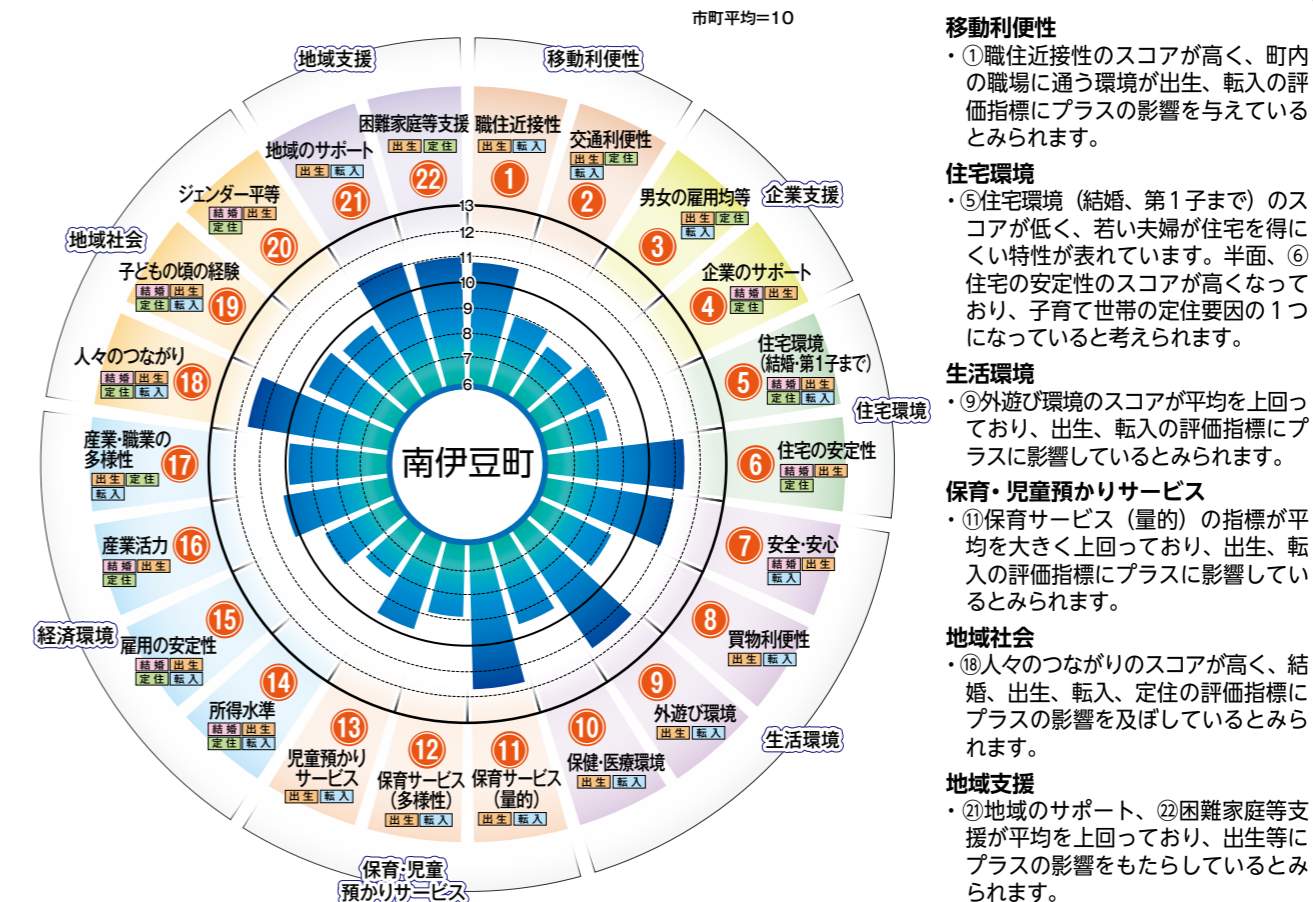 市町平均=10
地域支援
移動利便性
企業支援
住宅環境
生活環境
保育・児童
預かりサービス
経済環境
地域社会
職住近接性
出生 転入
1
交通利便性
出生 定住
転入
2
男女の雇用均等
出生 定住
転入
3
企業のサポート
結婚 出生
定住
4
住宅環境
(結婚・第1子まで)
結婚 出生
定住 転入
5
住宅の安定性
結婚 出生
定住
6
安全・安心
結婚 出生
転入
7
買物利便性
出生 転入
8
外遊び環境
出生 転入
9
保健・医療環境
出生 転入
10
保育サービス
(量的)
出生 転入
11
保育サービス
(多様性)
出生 転入
12
児童預かり
サービス
出生 転入
13
所得水準
結婚 出生
定住 転入
14
雇用の安定性
結婚 出生
定住 転入
15
産業活力
結婚 出生
定住
16
産業・職業の
多様性
出生 定住
転入
17
人々のつながり
結婚 出生
定住 転入
18
子どもの頃の経験
結婚 出生
定住 転入
19
ジェンダー平等
結婚 出生
定住
20
地域のサポート
出生 転入
21
困難家庭等支援
出生 定住
22
13
12
11
10
9
8
7
6
南伊豆町
移動利便性
・①職住近接性のスコアが高く、町内
の職場に通う環境が出生、転入の評
価指標にプラスの影響を与えている
とみられます。
住宅環境
・⑤住宅環境(結婚、第1子まで)のス
コアが低く、若い夫婦が住宅を得に
くい特性が表れています。半面、⑥
住宅の安定性のスコアが高くなって
おり、子育て世帯の定住要因の1つ
になっていると考えられます。
生活環境
・⑨外遊び環境のスコアが平均を上回っ
ており、出生、転入の評価指標にプ
ラスに影響しているとみられます。
保育・児童預かりサービス
・⑪保育サービス(量的)の指標が平
均を大きく上回っており、出生、転
入の評価指標にプラスに影響してい
るとみられます。
地域社会
・⑱人々のつながりのスコアが高く、結
婚、出生、転入、定住の評価指標に
プラスの影響を及ぼしているとみら
れます。
地域支援
・㉑地域のサポート、㉒困難家庭等支
援が平均を上回っており、出生等に
プラスの影響をもたらしているとみ
られます。